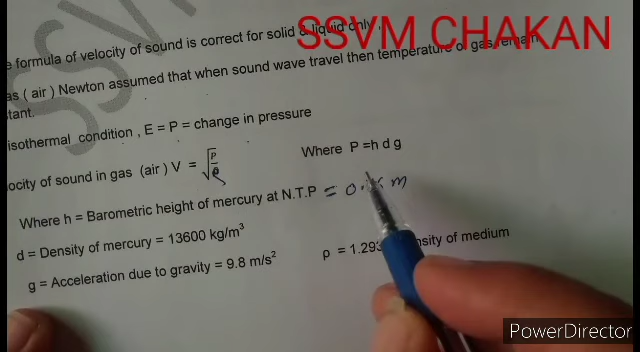 SSVM CHAKAN
formula of velocity of sound is correct for solid & liquid only
as ( air ) Newton assumed that when sound wave travel then temperature of gas remain
tant.
isothermal condition , E = P = change in pressure
ocity of sound in gas (air) V = √P/ρ Where P =h d g
Where h = Barometric height of mercury at N.T.P = 0. m
d = Density of mercury = 13600 kg/m³
g = Acceleration due to gravity = 9.8 m/s² ρ = 1.293 nsity of medium
PowerDirector